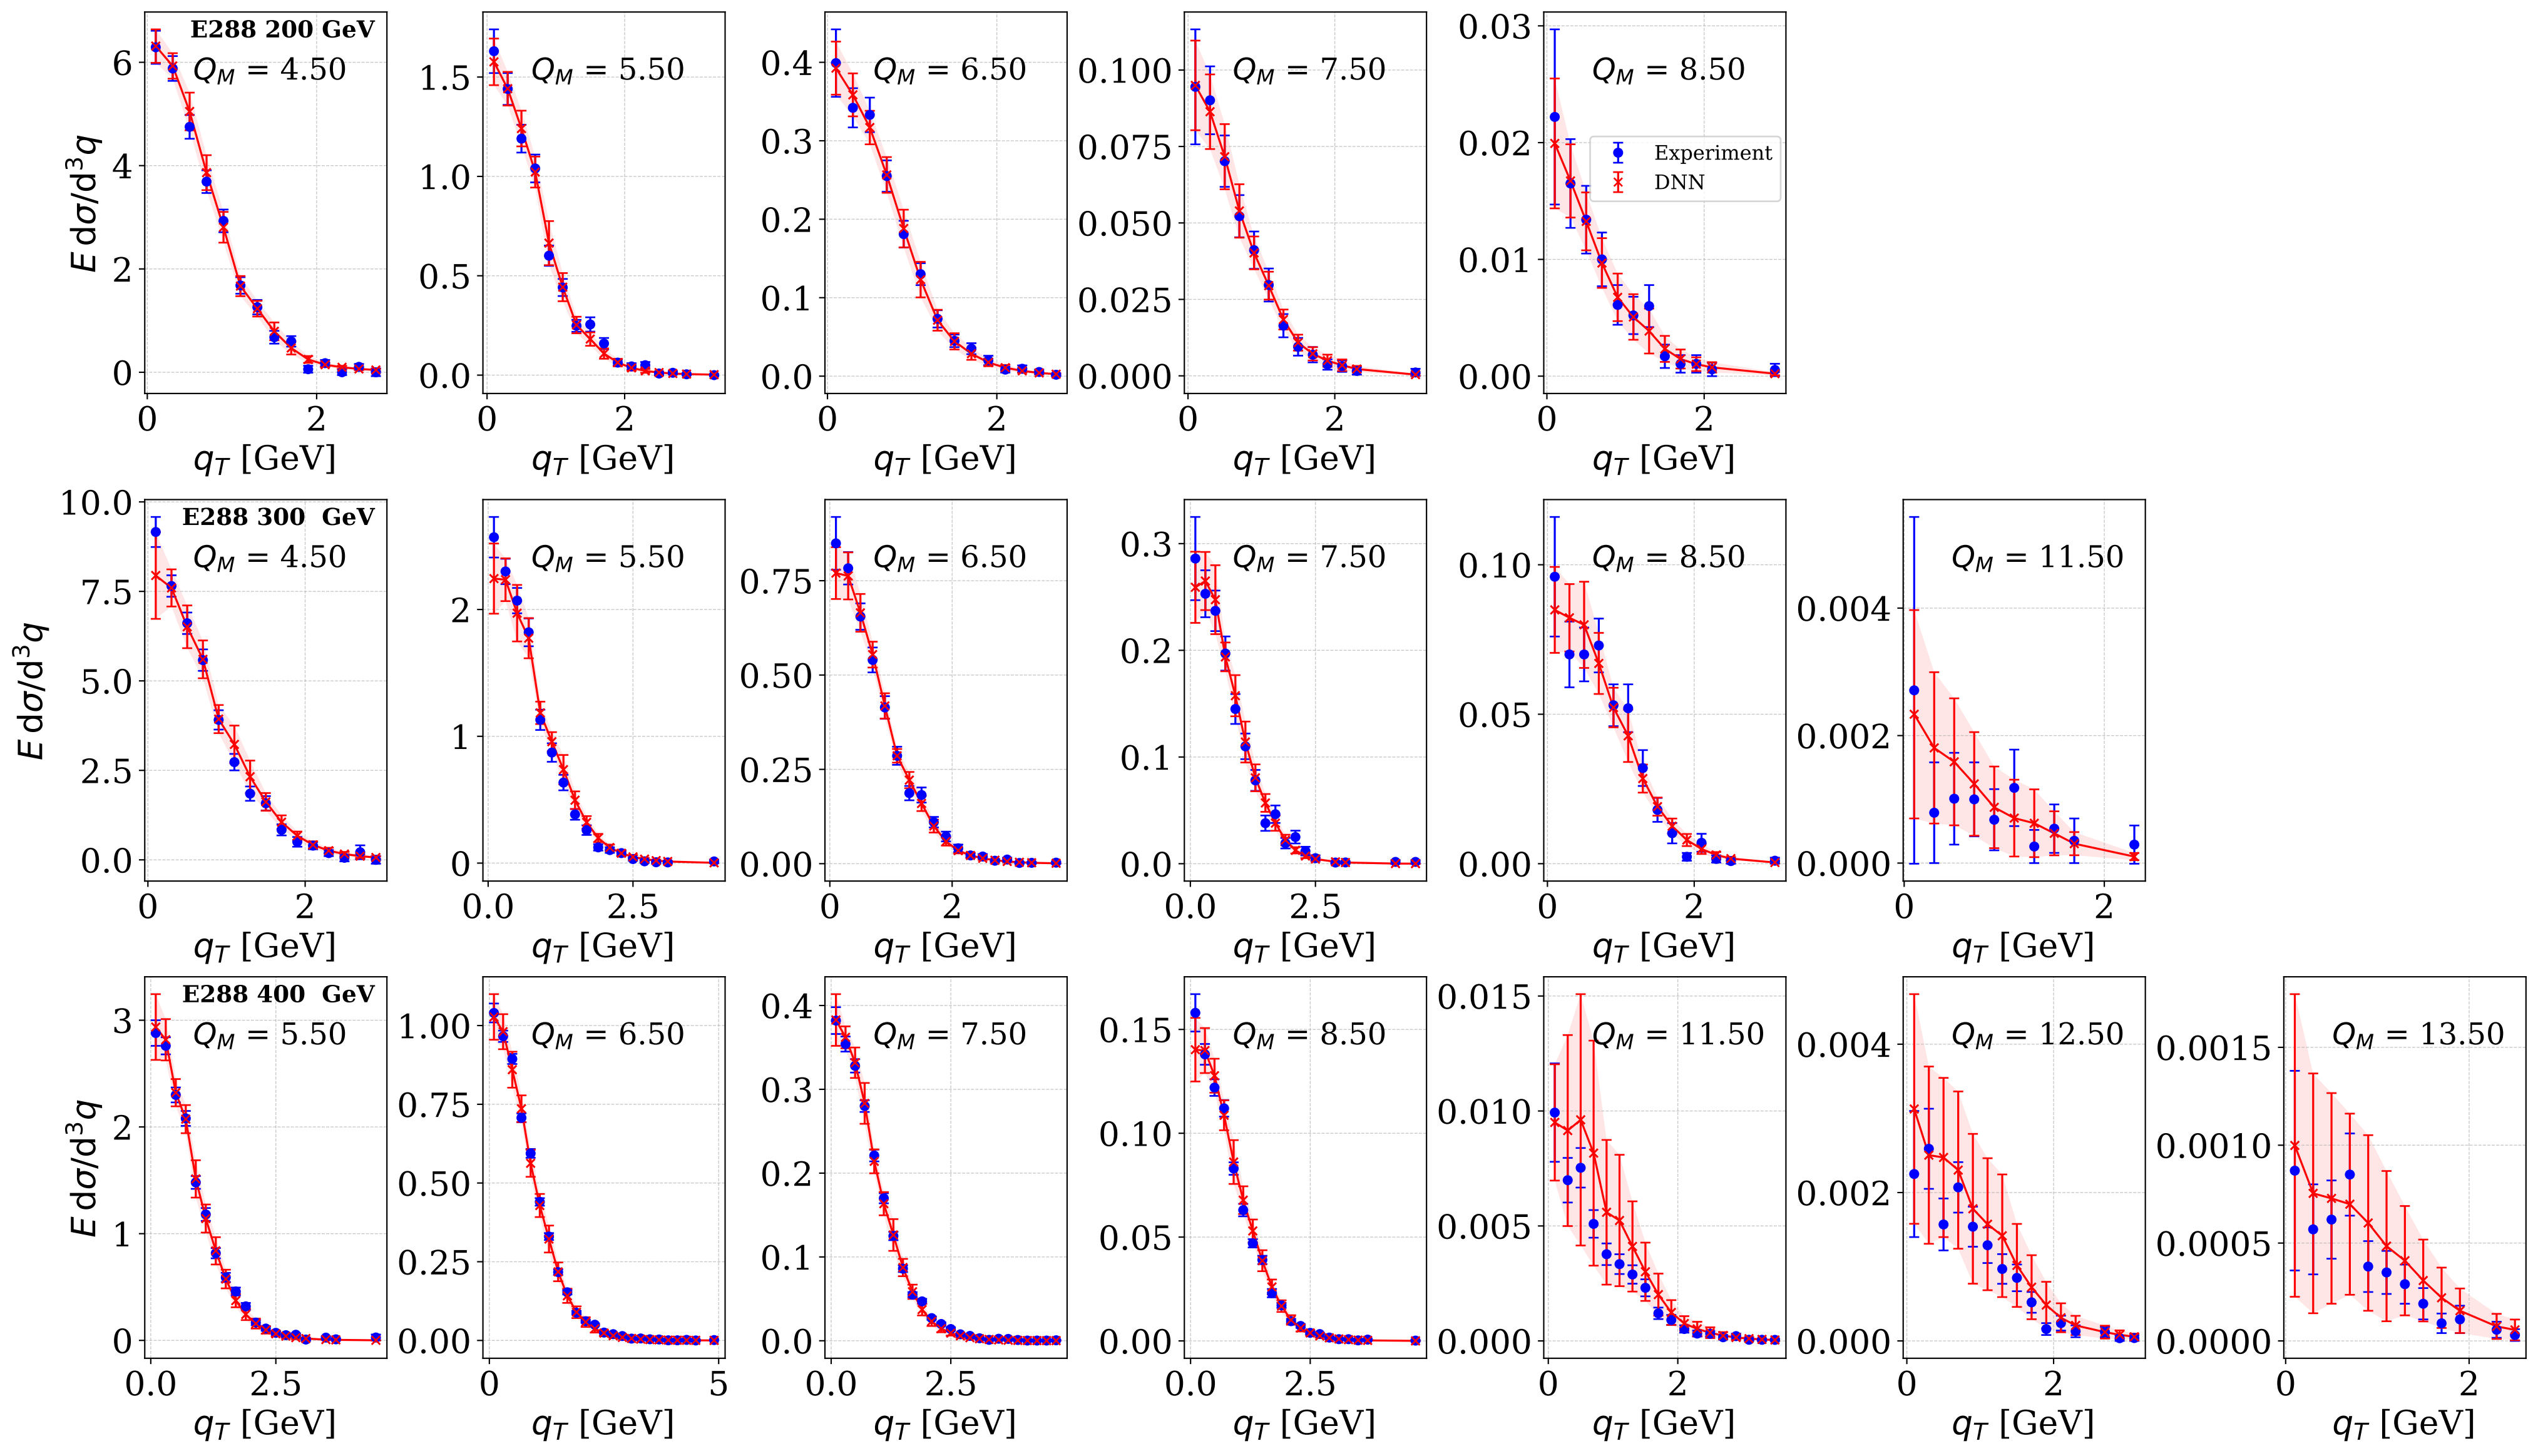 E288 200 GeV
Q_M = 4.50
E dσ/d³q
6
4
2
0
0
2
q_T [GeV]
Q_M = 5.50
1.5
1.0
0.5
0.0
0
2
q_T [GeV]
Q_M = 6.50
0.4
0.3
0.2
0.1
0.0
0
2
q_T [GeV]
Q_M = 7.50
0.100
0.075
0.050
0.025
0.000
0
2
q_T [GeV]
Q_M = 8.50
Experiment
DNN
0.03
0.02
0.01
0.00
0
2
q_T [GeV]
E288 300 GeV
Q_M = 4.50
E dσ/d³q
10.0
7.5
5.0
2.5
0.0
0
2
q_T [GeV]
Q_M = 5.50
2
1
0
0.0
2.5
q_T [GeV]
Q_M = 6.50
0.75
0.50
0.25
0.00
0
2
q_T [GeV]
Q_M = 7.50
0.3
0.2
0.1
0.0
0.0
2.5
q_T [GeV]
Q_M = 8.50
0.10
0.05
0.00
0
2
q_T [GeV]
Q_M = 11.50
0.004
0.002
0.000
0
2
q_T [GeV]
E288 400 GeV
Q_M = 5.50
E dσ/d³q
3
2
1
0
0.0
2.5
q_T [GeV]
Q_M = 6.50
1.00
0.75
0.50
0.25
0.00
0
5
q_T [GeV]
Q_M = 7.50
0.4
0.3
0.2
0.1
0.0
0.0
2.5
q_T [GeV]
Q_M = 8.50
0.15
0.10
0.05
0.00
0.0
2.5
q_T [GeV]
Q_M = 11.50
0.015
0.010
0.005
0.000
0
2
q_T [GeV]
Q_M = 12.50
0.004
0.002
0.000
0
2
q_T [GeV]
Q_M = 13.50
0.0015
0.0010
0.0005
0.0000
0
2
q_T [GeV]